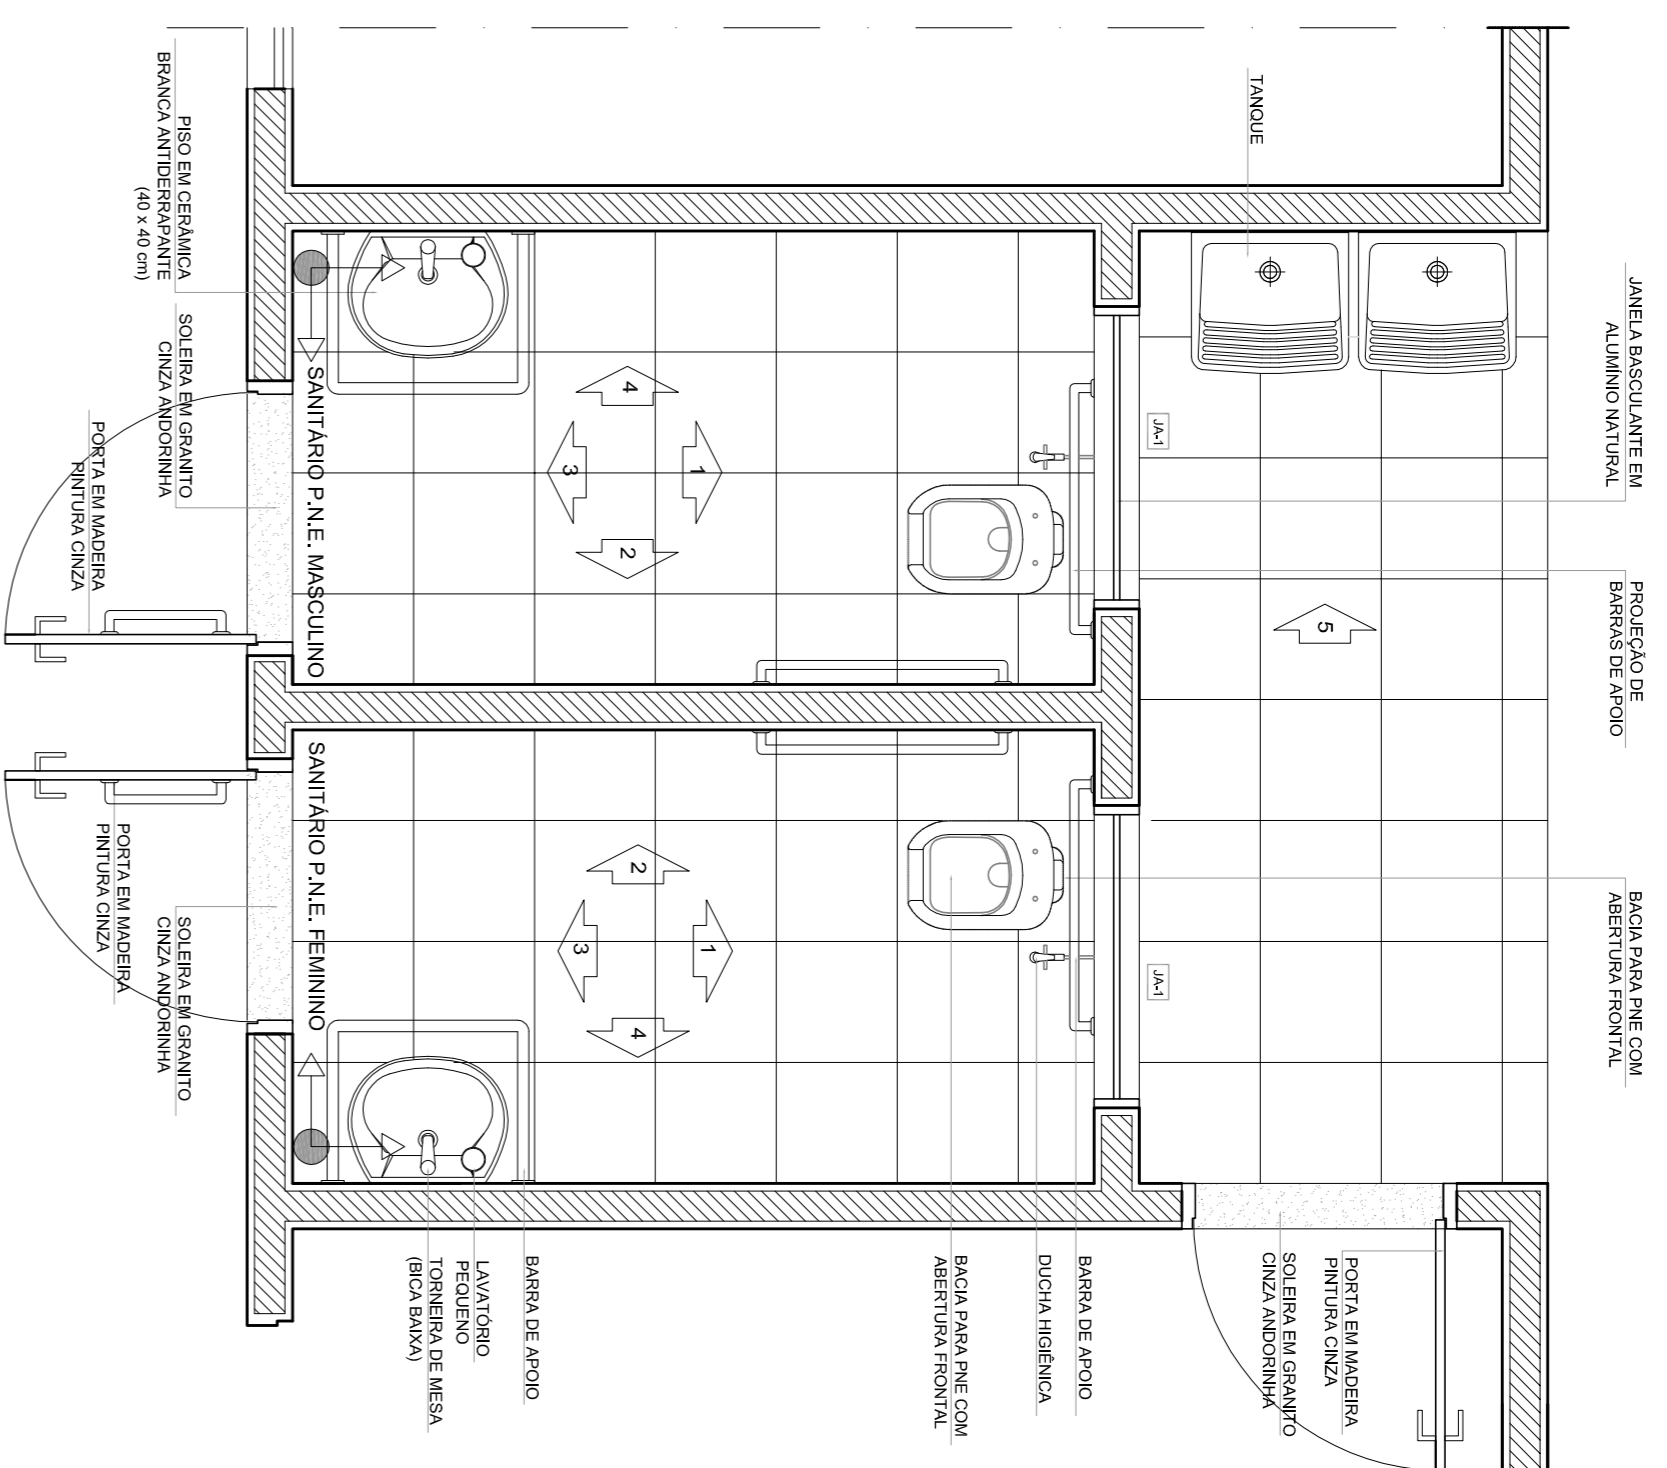 JANELA BASCULANTE EM
ALUMÍNIO NATURAL
PROJEÇÃO DE
BARRAS DE APOIO
BACIA PARA PNE COM
ABERTURA FRONTAL
TANQUE
JA-1
JA-1
5
4
1
3
2
2
1
3
4
SANITÁRIO P.N.E. MASCULINO
SANITÁRIO P.N.E. FEMININO
PISO EM CERÂMICA
BRANCA ANTIDERRAPANTE
(40 x 40 cm)
SOLEIRA EM GRANITO
CINZA ANDORINHA
PORTA EM MADEIRA
PINTURA CINZA
PORTA EM MADEIRA
PINTURA CINZA
SOLEIRA EM GRANITO
CINZA ANDORINHA
PORTA EM MADEIRA
PINTURA CINZA
SOLEIRA EM GRANITO
CINZA ANDORINHA
BARRA DE APOIO
DUCHA HIGIÊNICA
BACIA PARA PNE COM
ABERTURA FRONTAL
BARRA DE APOIO
LAVATÓRIO
PEQUENO
TORNEIRA DE MESA
(BICA BAIXA)